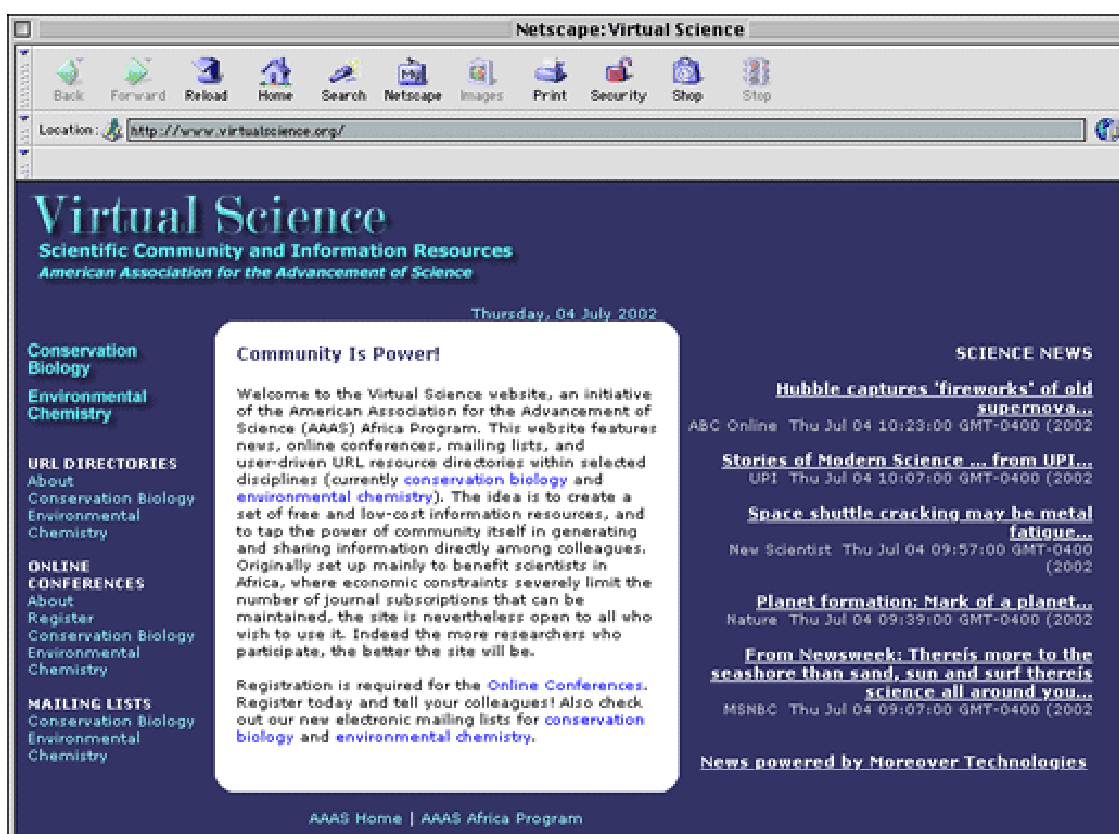 Netscape: Virtual Science
Back Forward Reload Home Search Netscape Images Print Security Shop Stop
Location: http://www.virtualscience.org/
Virtual Science
Scientific Community and Information Resources
American Association for the Advancement of Science
Thursday, 04 July 2002
Conservation
Biology
Environmental
Chemistry
URL DIRECTORIES
About
Conservation Biology
Environmental
Chemistry
ONLINE
CONFERENCES
About
Register
Conservation Biology
Environmental
Chemistry
MAILING LISTS
Conservation Biology
Environmental
Chemistry
Community Is Power!
Welcome to the Virtual Science website, an initiative
of the American Association for the Advancement of
Science (AAAS) Africa Program. This website features
news, online conferences, mailing lists, and
user-driven URL resource directories within selected
disciplines (currently conservation biology and
environmental chemistry). The idea is to create a
set of free and low-cost information resources, and
to tap the power of community itself in generating
and sharing information directly among colleagues.
Originally set up mainly to benefit scientists in
Africa, where economic constraints severely limit the
number of journal subscriptions that can be
maintained, the site is nevertheless open to all who
wish to use it. Indeed the more researchers who
participate, the better the site will be.
Registration is required for the Online Conferences.
Register today and tell your colleagues! Also check
out our new electronic mailing lists for conservation
biology and environmental chemistry.
SCIENCE NEWS
Hubble captures 'fireworks' of old
supernova...
ABC Online Thu Jul 04 10:23:00 GMT-0400 (2002
Stories of Modern Science ... from UPI...
UPI Thu Jul 04 10:07:00 GMT-0400 (2002
Space shuttle cracking may be metal
fatigue...
New Scientist Thu Jul 04 09:57:00 GMT-0400
(2002
Planet formation: Mark of a planet...
Nature Thu Jul 04 09:39:00 GMT-0400 (2002
From Newsweek: Thereís more to the
seashore than sand, sun and surf thereís
science all around you...
MSNBC Thu Jul 04 09:07:00 GMT-0400 (2002
News powered by Moreover Technologies
AAAS Home | AAAS Africa Program